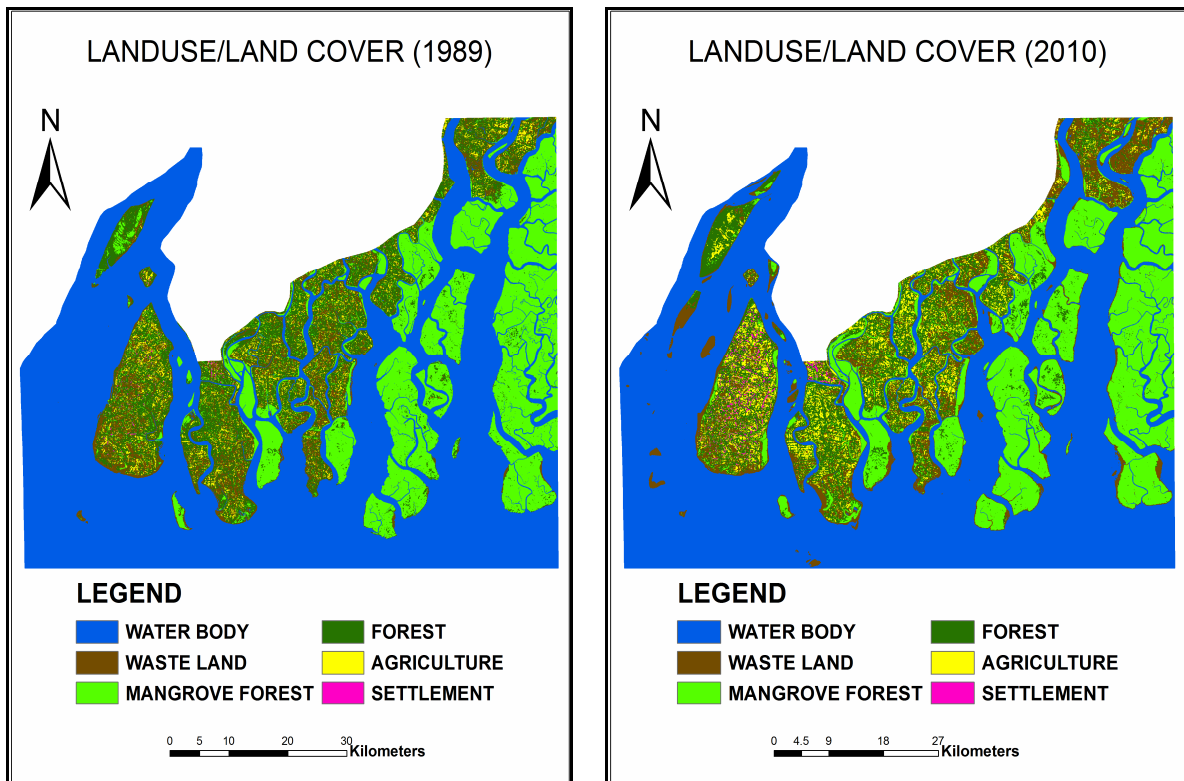 LANDUSE/LAND COVER (1989)
N
LEGEND
WATER BODY
FOREST
WASTE LAND
AGRICULTURE
MANGROVE FOREST
SETTLEMENT
0 5 10 20 30
Kilometers
LANDUSE/LAND COVER (2010)
N
LEGEND
WATER BODY
FOREST
WASTE LAND
AGRICULTURE
MANGROVE FOREST
SETTLEMENT
0 4.5 9 18 27
Kilometers